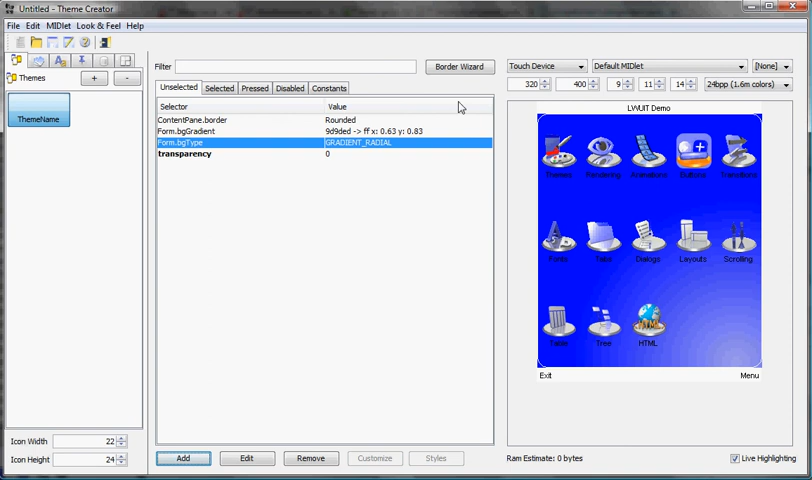 Untitled - Theme Creator
File Edit MIDlet Look & Feel Help
Themes + -
ThemeName
Icon Width 22
Icon Height 24
Filter Border Wizard
Unselected Selected Pressed Disabled Constants
Selector Value
ContentPane.border Rounded
Form.bgGradient 9d9ded -> ff x: 0.63 y: 0.83
Form.bgType GRADIENT_RADIAL
transparency 0
Add Edit Remove Customize Styles
Touch Device Default MIDlet [None]
320 400 9 11 14 24bpp (1.6m colors)
LWUIT Demo
Themes Rendering Animations Buttons Transitions
Fonts Tabs Dialogs Layouts Scrolling
Table Tree HTML
Exit Menu
Ram Estimate: 0 bytes Live Highlighting